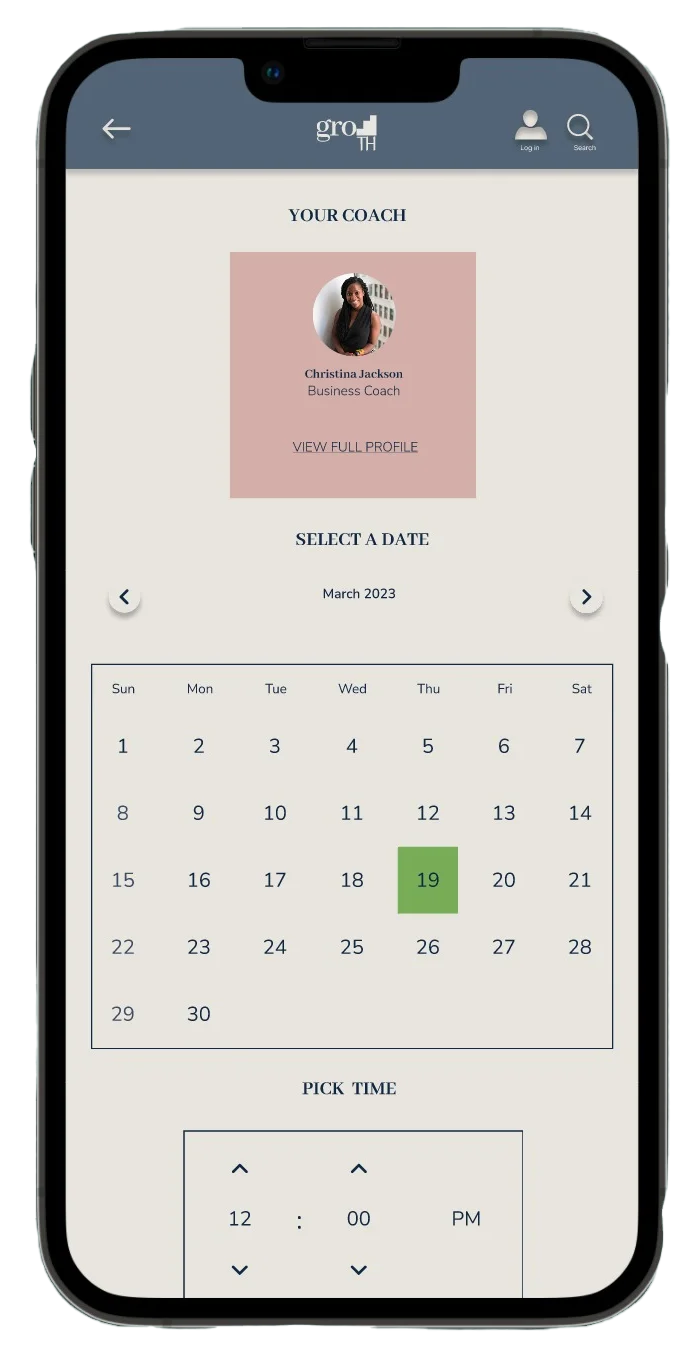 gro
TH
Log in
Search
YOUR COACH
Christina Jackson
Business Coach
VIEW FULL PROFILE
SELECT A DATE
March 2023
Sun Mon Tue Wed Thu Fri Sat
1 2 3 4 5 6 7
8 9 10 11 12 13 14
15 16 17 18 19 20 21
22 23 24 25 26 27 28
29 30
PICK TIME
12 : 00 PM